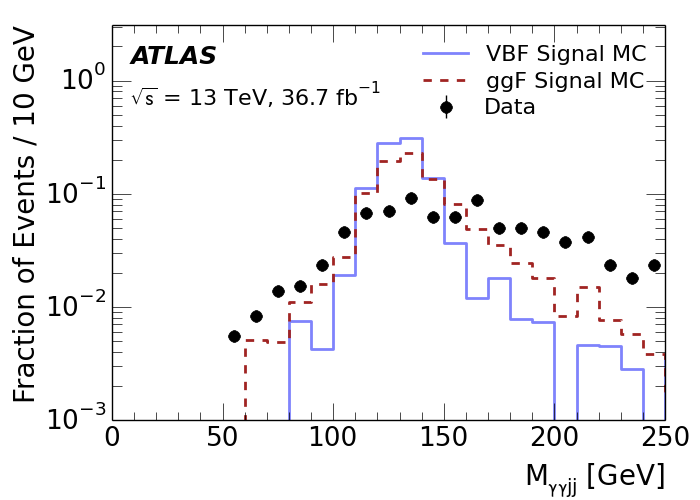 Fraction of Events / 10 GeV
10⁰
10⁻¹
10⁻²
10⁻³
ATLAS
√s = 13 TeV, 36.7 fb⁻¹
VBF Signal MC
ggF Signal MC
Data
0 50 100 150 200 250
Mγγjj [GeV]